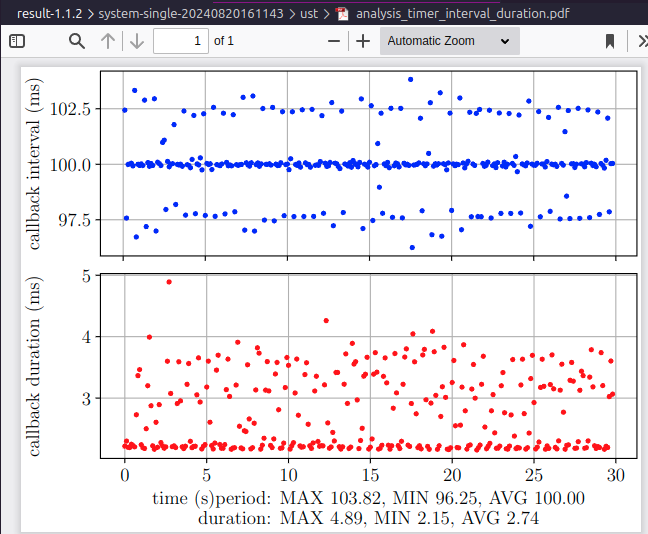 result-1.1.2 > system-single-20240820161143 > ust > analysis_timer_interval_duration.pdf
1 of 1 Automatic Zoom
callback interval (ms)
102.5
100.0
97.5
callback duration (ms)
5
4
3
0 5 10 15 20 25 30
time (s)period: MAX 103.82, MIN 96.25, AVG 100.00
duration: MAX 4.89, MIN 2.15, AVG 2.74